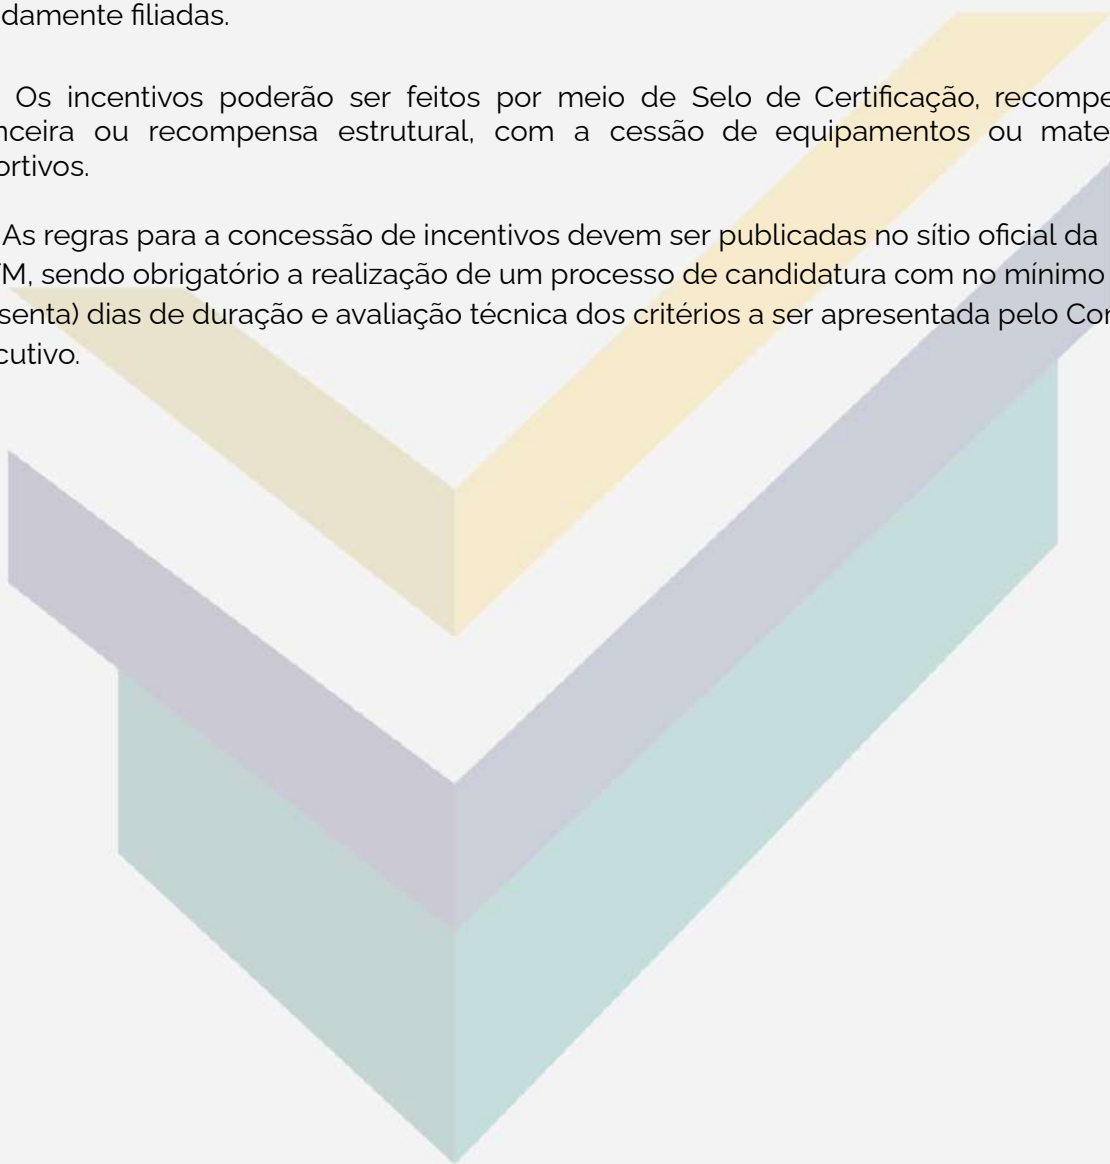 damente filiadas.
Os incentivos poderão ser feitos por meio de Selo de Certificação, recompe
nceira ou recompensa estrutural, com a cessão de equipamentos ou mate
ortivos.
As regras para a concessão de incentivos devem ser publicadas no sítio oficial da
M, sendo obrigatório a realização de um processo de candidatura com no mínimo
senta) dias de duração e avaliação técnica dos critérios a ser apresentada pelo Cor
cutivo.